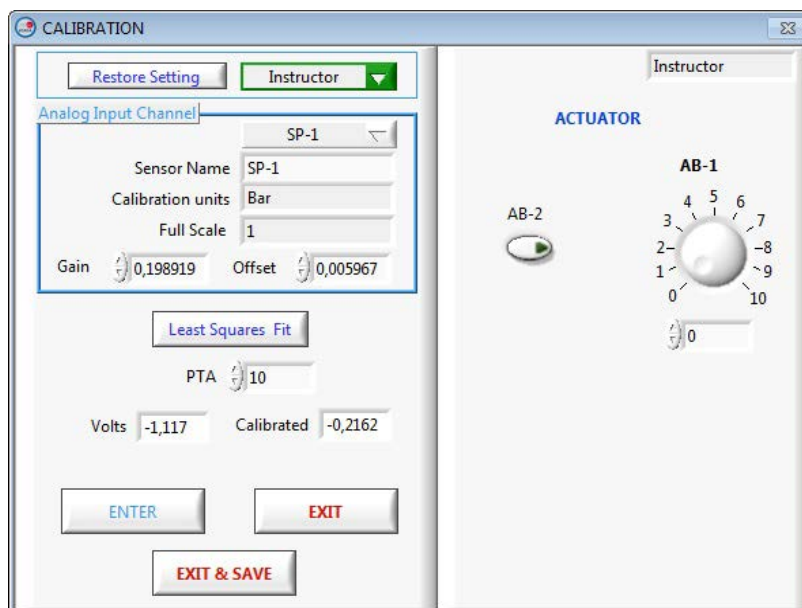 CALIBRATION
Restore Setting
Instructor
Analog Input Channel
SP-1
Sensor Name SP-1
Calibration units Bar
Full Scale 1
Gain 0,198919 Offset 0,005967
Least Squares Fit
PTA 10
Volts -1,117 Calibrated -0,2162
ENTER
EXIT
EXIT & SAVE
Instructor
ACTUATOR
AB-2
AB-1
0 1 2 3 4 5 6 7 8 9 10
0